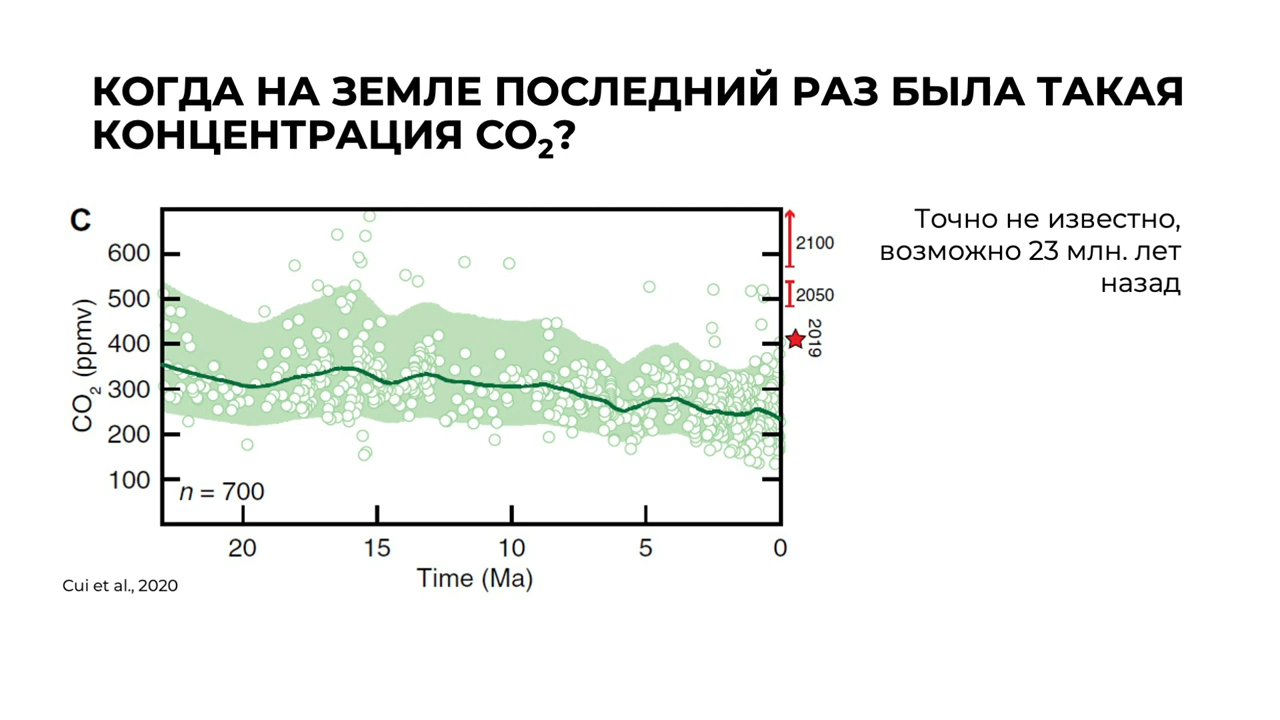 КОГДА НА ЗЕМЛЕ ПОСЛЕДНИЙ РАЗ БЫЛА ТАКАЯ
КОНЦЕНТРАЦИЯ CO₂?
C
Точно не известно,
возможно 23 млн. лет
назад
CO₂ (ppmv)
600
500
400
300
200
100
n = 700
2100
2050
2019
20
15
10
5
0
Time (Ma)
Cui et al., 2020